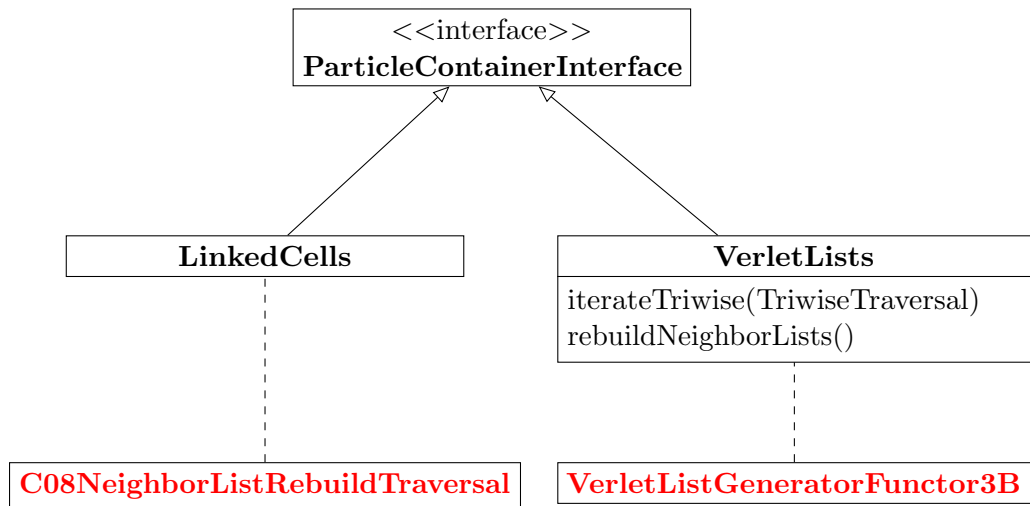 <<interface>>
ParticleContainerInterface
LinkedCells
VerletLists
iterateTriwise(TriwiseTraversal)
rebuildNeighborLists()
C08NeighborListRebuildTraversal
VerletListGeneratorFunctor3B